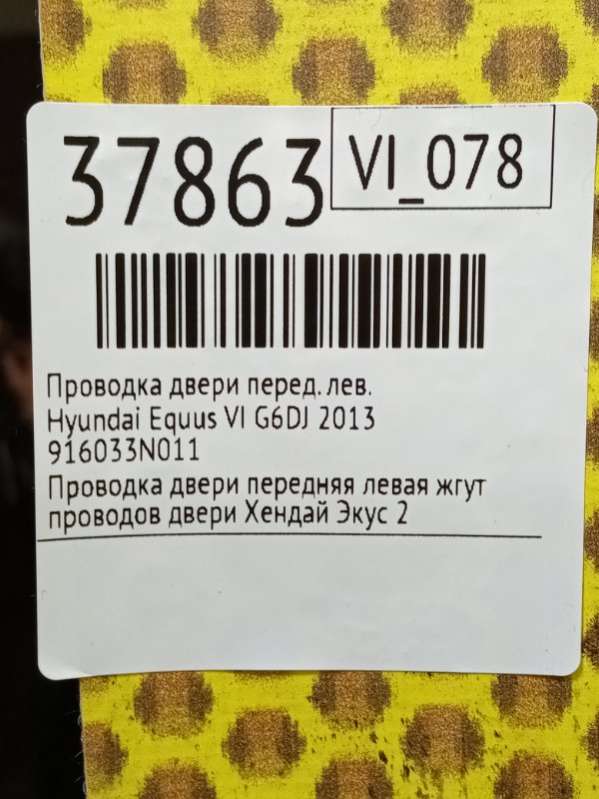 37863
VI_078
Проводка двери перед. лев.
Hyundai Equus VI G6DJ 2013
916033N011
Проводка двери передняя левая жгут
проводов двери Хендай Экус 2